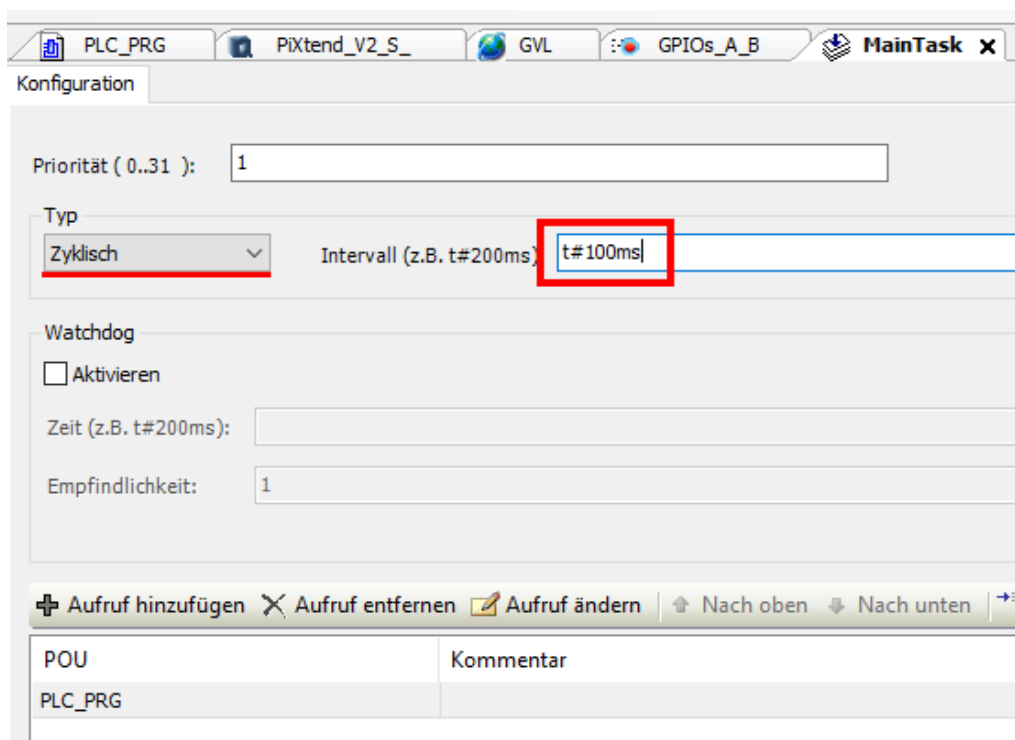 PLC_PRG PiXtend_V2_S_ GVL GPIOs_A_B MainTask
Konfiguration
Priorität ( 0..31 ): 1
Typ
Zyklisch Intervall (z.B. t#200ms) t#100ms
Watchdog
Aktivieren
Zeit (z.B. t#200ms):
Empfindlichkeit: 1
Aufruf hinzufügen Aufruf entfernen Aufruf ändern Nach oben Nach unten
POU Kommentar
PLC_PRG